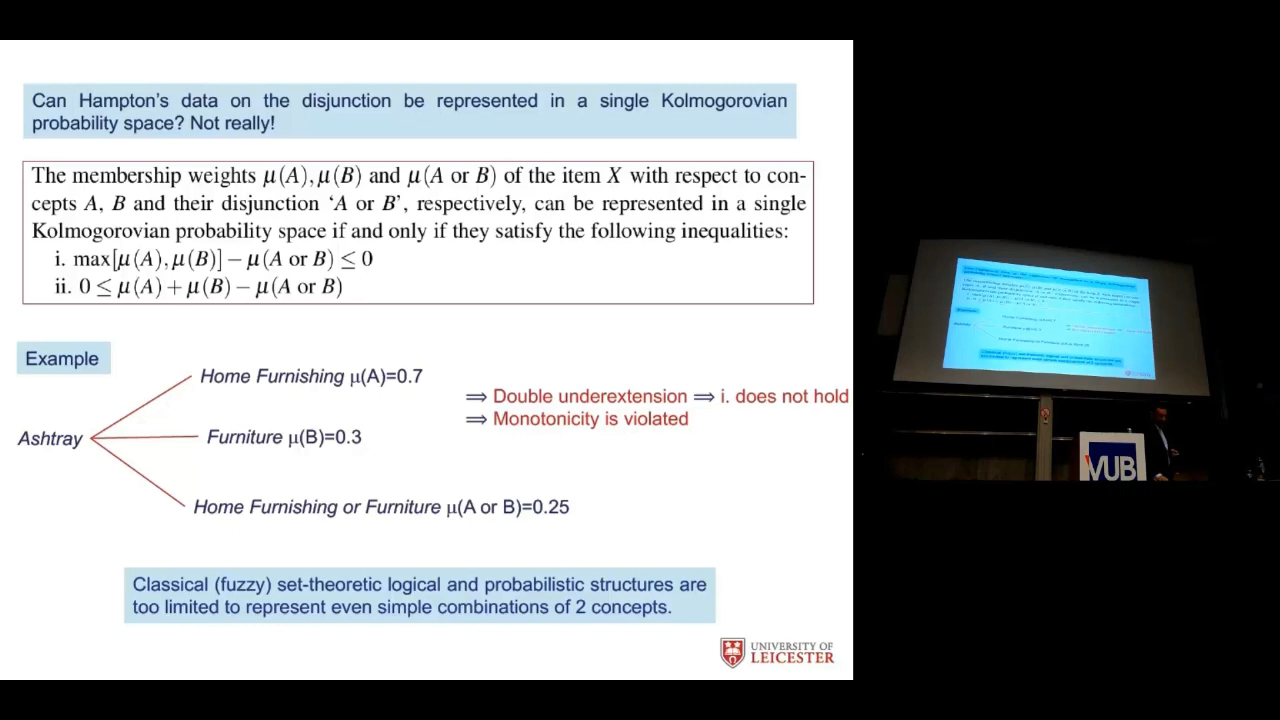 Can Hampton's data on the disjunction be represented in a single Kolmogorovian
probability space? Not really!
The membership weights μ(A), μ(B) and μ(A or B) of the item X with respect to con-
cepts A, B and their disjunction ‘A or B’, respectively, can be represented in a single
Kolmogorovian probability space if and only if they satisfy the following inequalities:
i. max[μ(A), μ(B)] − μ(A or B) ≤ 0
ii. 0 ≤ μ(A) + μ(B) − μ(A or B)
Example
Home Furnishing μ(A)=0.7
⟹ Double underextension ⟹ i. does not hold
⟹ Monotonicity is violated
Ashtray
Furniture μ(B)=0.3
Home Furnishing or Furniture μ(A or B)=0.25
Classical (fuzzy) set-theoretic logical and probabilistic structures are
too limited to represent even simple combinations of 2 concepts.
UNIVERSITY OF
LEICESTER
VUB